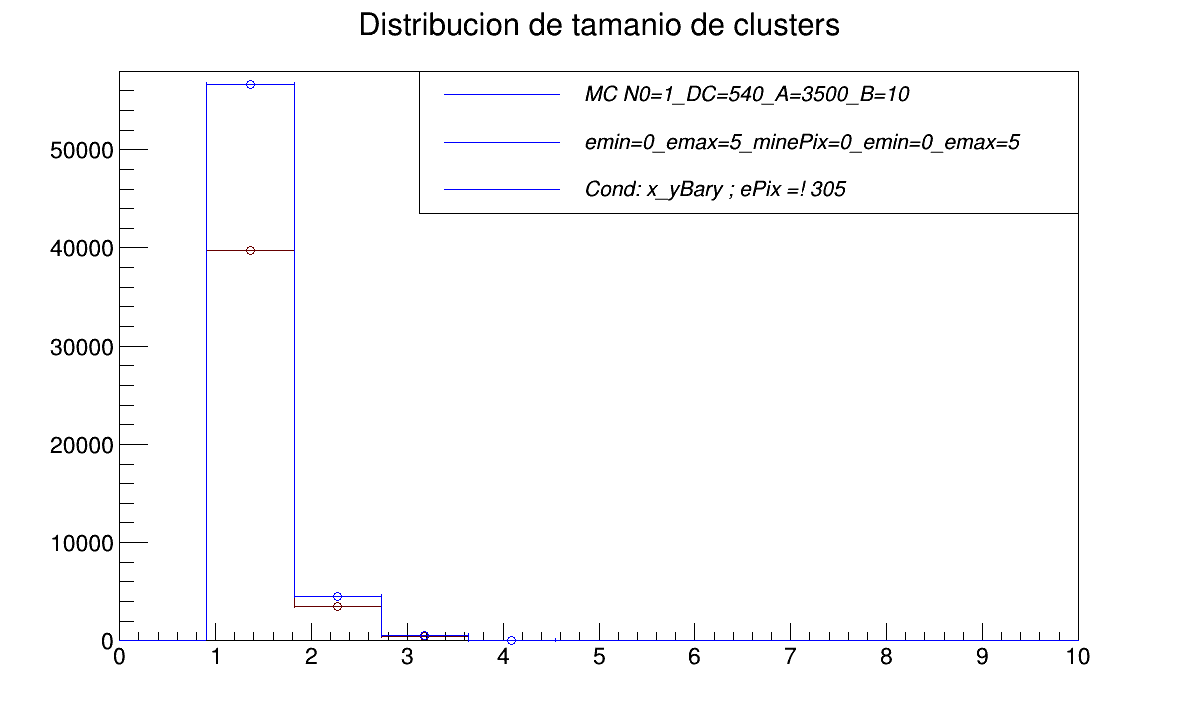 Distribucion de tamanio de clusters
MC N0=1_DC=540_A=3500_B=10
emin=0_emax=5_minePix=0_emin=0_emax=5
Cond: x_yBary ; ePix =! 305
50000
40000
30000
20000
10000
0
0 1 2 3 4 5 6 7 8 9 10